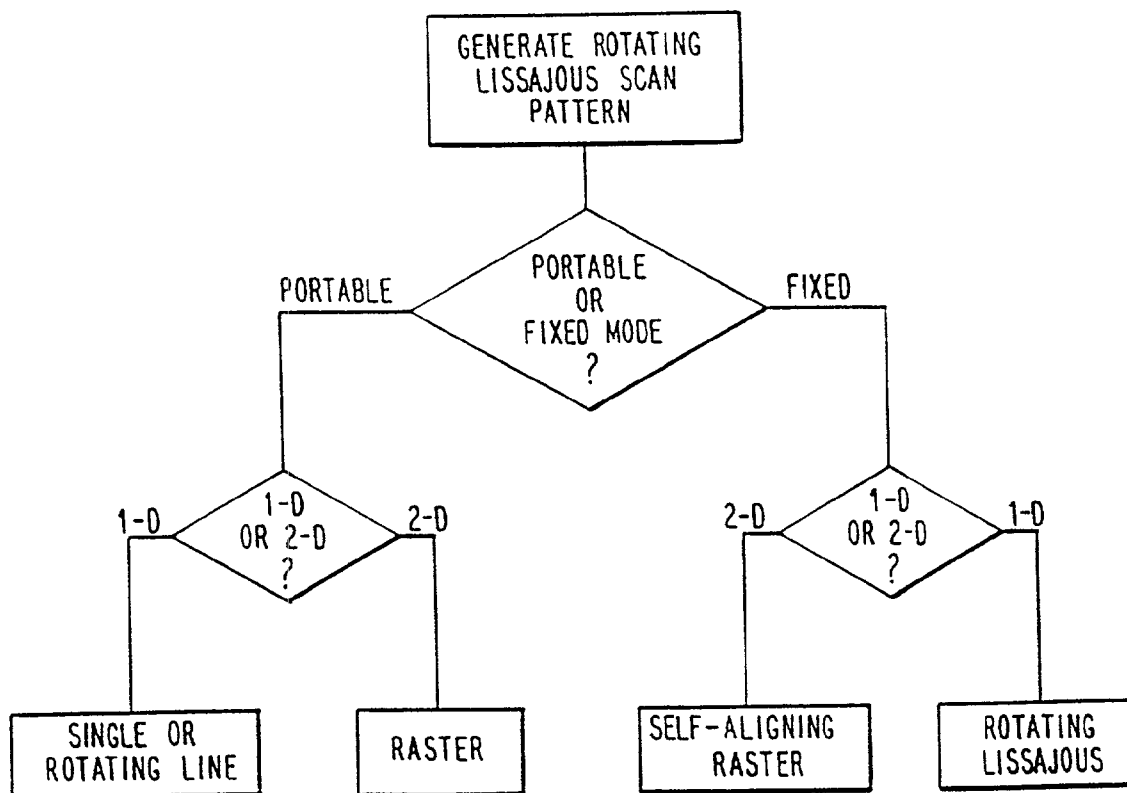 GENERATE ROTATING
LISSAJOUS SCAN
PATTERN
PORTABLE
OR
FIXED MODE
?
PORTABLE
FIXED
1-D
OR 2-D
?
1-D
2-D
1-D
OR 2-D
?
2-D
1-D
SINGLE OR
ROTATING LINE
RASTER
SELF-ALIGNING
RASTER
ROTATING
LISSAJOUS